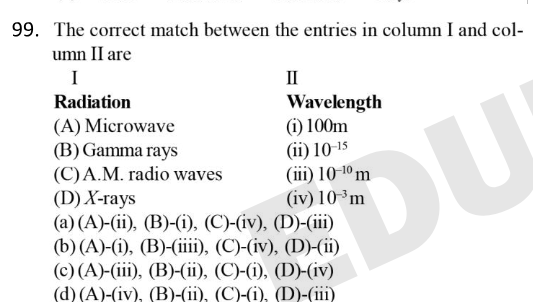 99. The correct match between the entries in column I and col-
umn II are
I II
Radiation Wavelength
(A) Microwave (i) 100m
(B) Gamma rays (ii) 10⁻¹⁵
(C) A.M. radio waves (iii) 10⁻¹⁰ m
(D) X-rays (iv) 10⁻³ m
(a) (A)-(ii), (B)-(i), (C)-(iv), (D)-(iii)
(b) (A)-(i), (B)-(iiii), (C)-(iv), (D)-(ii)
(c) (A)-(iii), (B)-(ii), (C)-(i), (D)-(iv)
(d) (A)-(iv), (B)-(ii), (C)-(i), (D)-(iii)
EDU